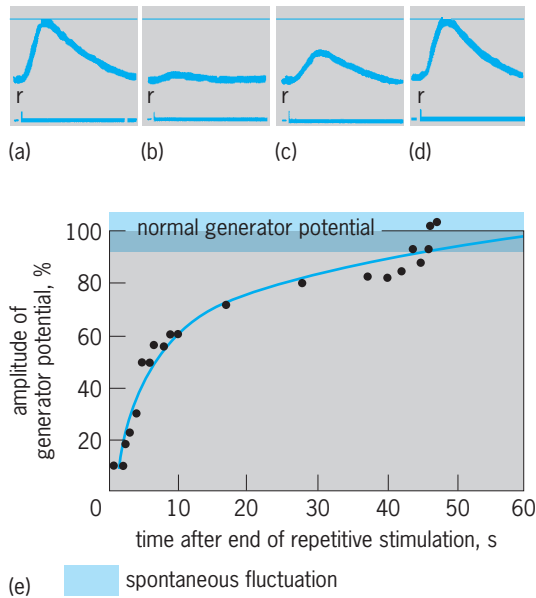 r r r r
(a) (b) (c) (d)
normal generator potential
amplitude of
generator potential, %
100
80
60
40
20
0 10 20 30 40 50 60
time after end of repetitive stimulation, s
(e) spontaneous fluctuation